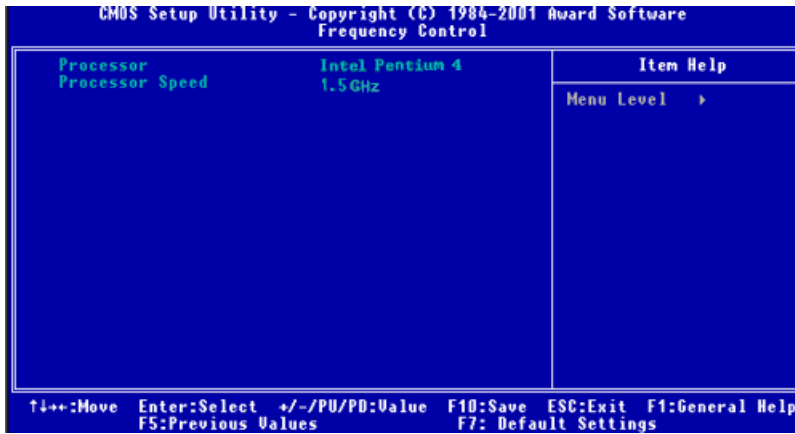 CMOS Setup Utility - Copyright (C) 1984-2001 Award Software
Frequency Control
Processor Intel Pentium 4
Processor Speed 1.5GHz
Item Help
Menu Level ▸
↑↓→←:Move Enter:Select +/-/PU/PD:Value F10:Save ESC:Exit F1:General Help
F5:Previous Values F7: Default Settings